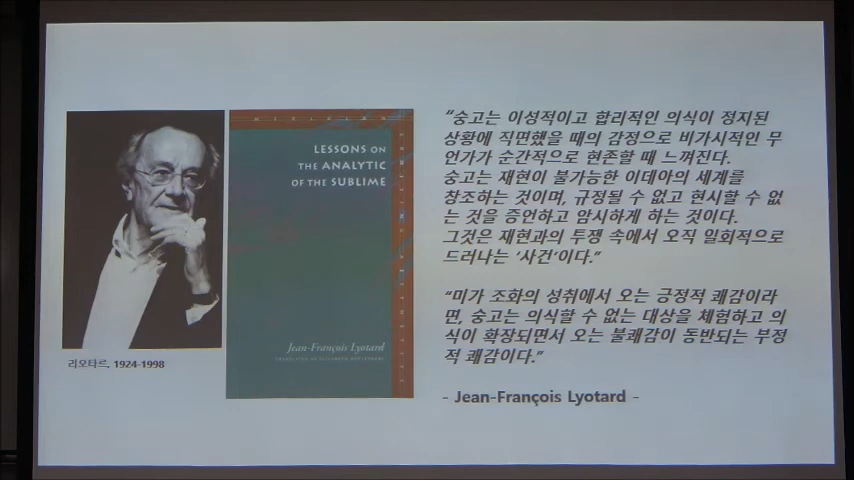 리오타르, 1924-1998
MERIDIAN
LESSONS ON
THE ANALYTIC
OF THE SUBLIME
Jean-François Lyotard
TRANSLATED BY ELIZABETH ROTTENBERG
"숭고는 이성적이고 합리적인 의식이 정지된
상황에 직면했을 때의 감정으로 비가시적인 무
언가가 순간적으로 현존할 때 느껴진다.
숭고는 재현이 불가능한 이데아의 세계를
창조하는 것이며, 규정될 수 없고 현시할 수 없
는 것을 증언하고 암시하게 하는 것이다.
그것은 재현과의 투쟁 속에서 오직 일회적으로
드러나는 '사건'이다."
"미가 조화의 성취에서 오는 긍정적 쾌감이라
면, 숭고는 의식할 수 없는 대상을 체험하고 의
식이 확장되면서 오는 불쾌감이 동반되는 부정
적 쾌감이다."
- Jean-François Lyotard -